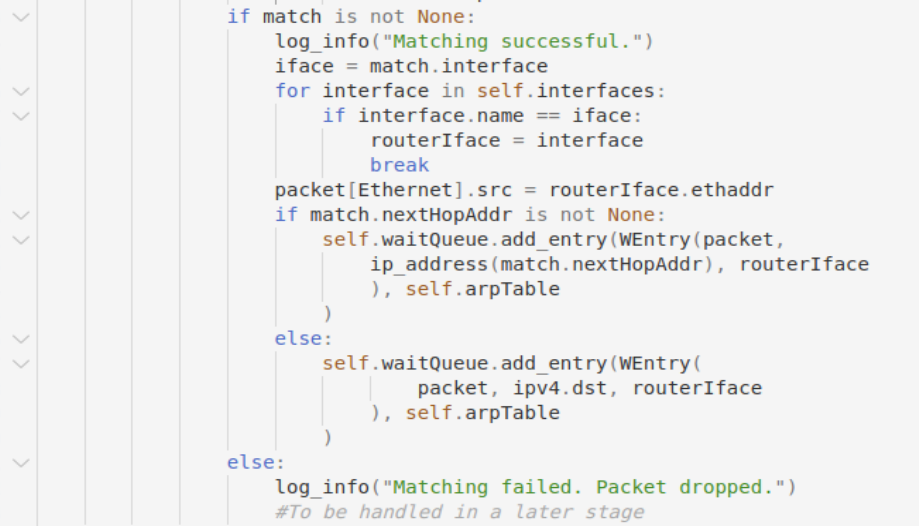 if match is not None:
log_info("Matching successful.")
iface = match.interface
for interface in self.interfaces:
if interface.name == iface:
routerIface = interface
break
packet[Ethernet].src = routerIface.ethaddr
if match.nextHopAddr is not None:
self.waitQueue.add_entry(WEntry(packet,
ip_address(match.nextHopAddr), routerIface
), self.arpTable
)
else:
self.waitQueue.add_entry(WEntry(
packet, ipv4.dst, routerIface
), self.arpTable
)
else:
log_info("Matching failed. Packet dropped.")
#To be handled in a later stage